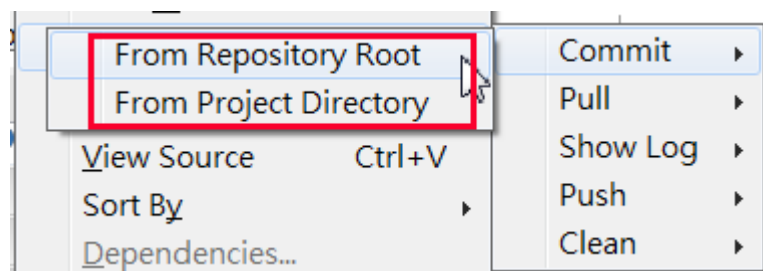 From Repository Root
From Project Directory
View Source Ctrl+V
Sort By
Dependencies...
Commit
Pull
Show Log
Push
Clean